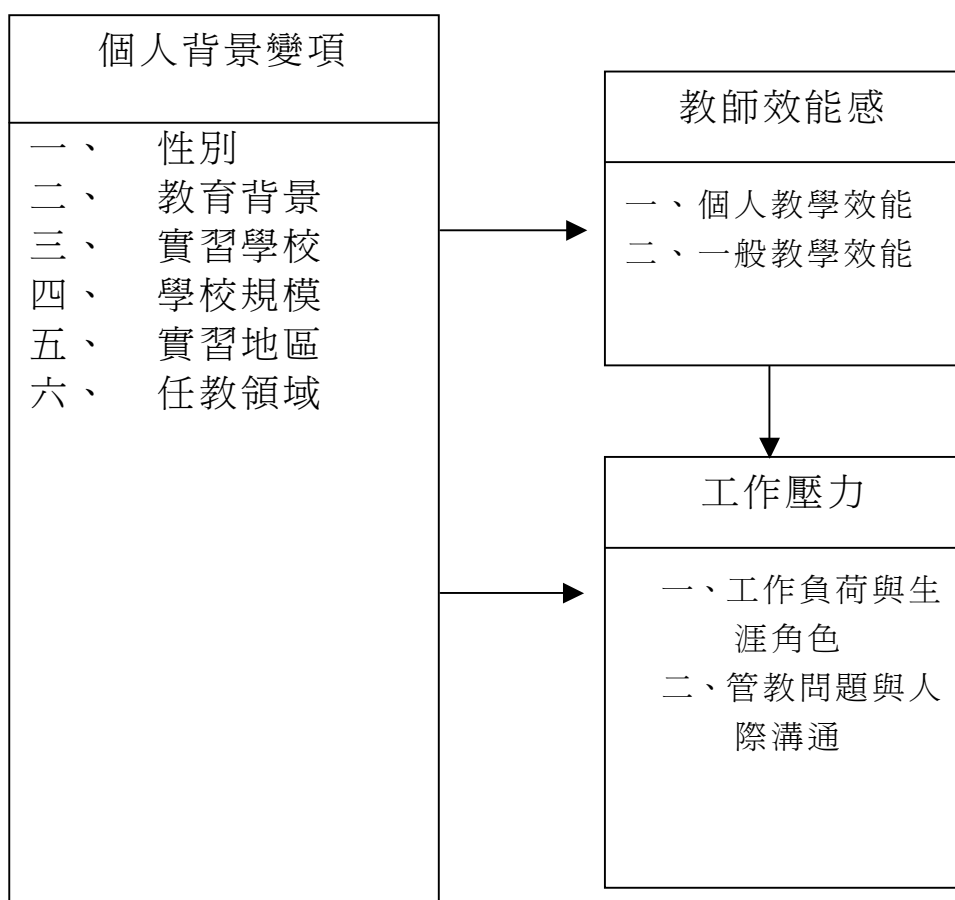 個人背景變項
一、 性別
二、 教育背景
三、 實習學校
四、 學校規模
五、 實習地區
六、 任教領域
教師效能感
一、個人教學效能
二、一般教學效能
工作壓力
一、工作負荷與生
涯角色
二、管教問題與人
際溝通